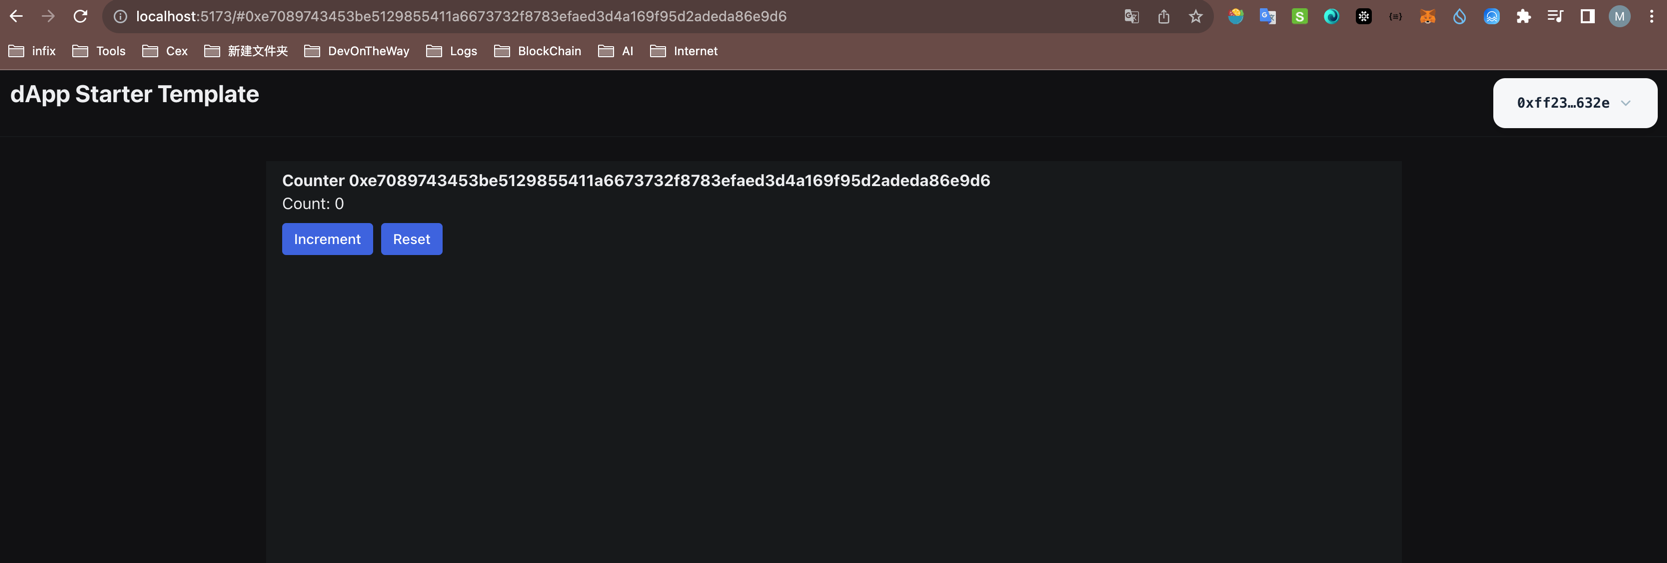 localhost:5173/#0xe7089743453be5129855411a6673732f8783efaed3d4a169f95d2adeda86e9d6
infix Tools Cex 新建文件夹 DevOnTheWay Logs BlockChain AI Internet
dApp Starter Template
0xff23…632e
Counter 0xe7089743453be5129855411a6673732f8783efaed3d4a169f95d2adeda86e9d6
Count: 0
Increment Reset